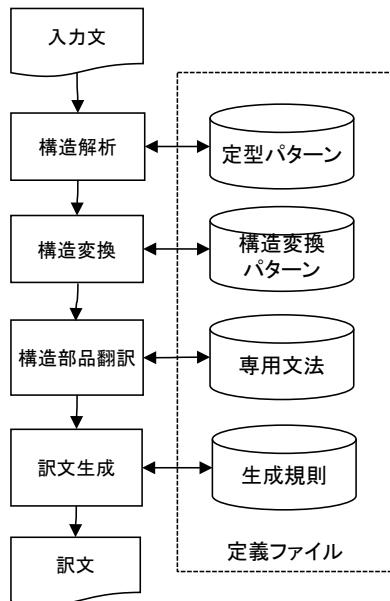 入力文
構造解析
定型パターン
構造変換
構造変換
パターン
構造部品翻訳
専用文法
訳文生成
生成規則
定義ファイル
訳文